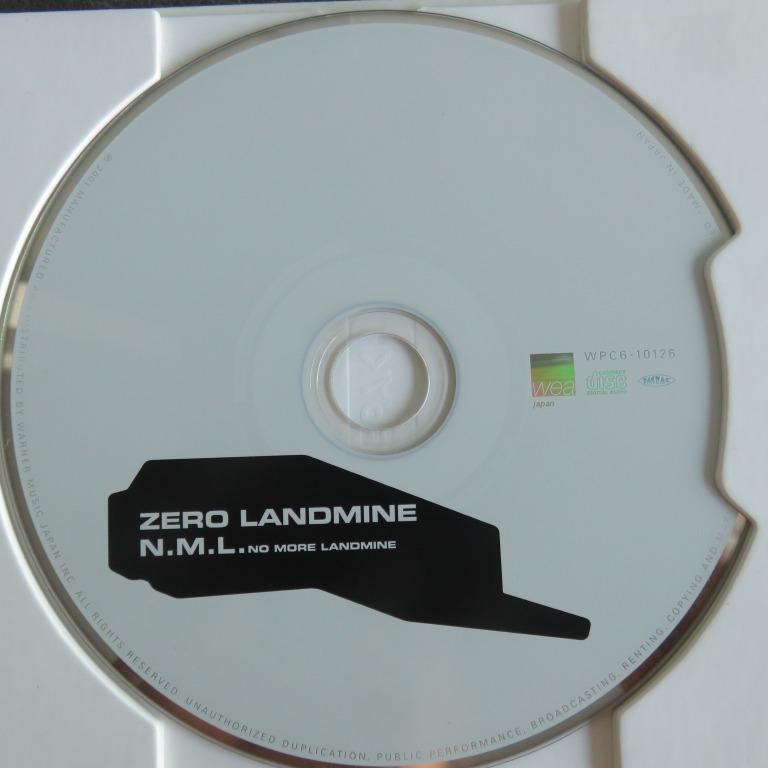 ZERO LANDMINE
N.M.L. NO MORE LANDMINE
WPC6-10126
wea
japan
COMPACT
disc
DIGITAL AUDIO
℗ 2001 MANUFACTURED DISTRIBUTED BY WARNER MUSIC JAPAN INC. ALL RIGHTS RESERVED. UNAUTHORIZED DUPLICATION, PUBLIC PERFORMANCE, BROADCASTING, RENTING, COPYING AND
MADE IN JAPAN